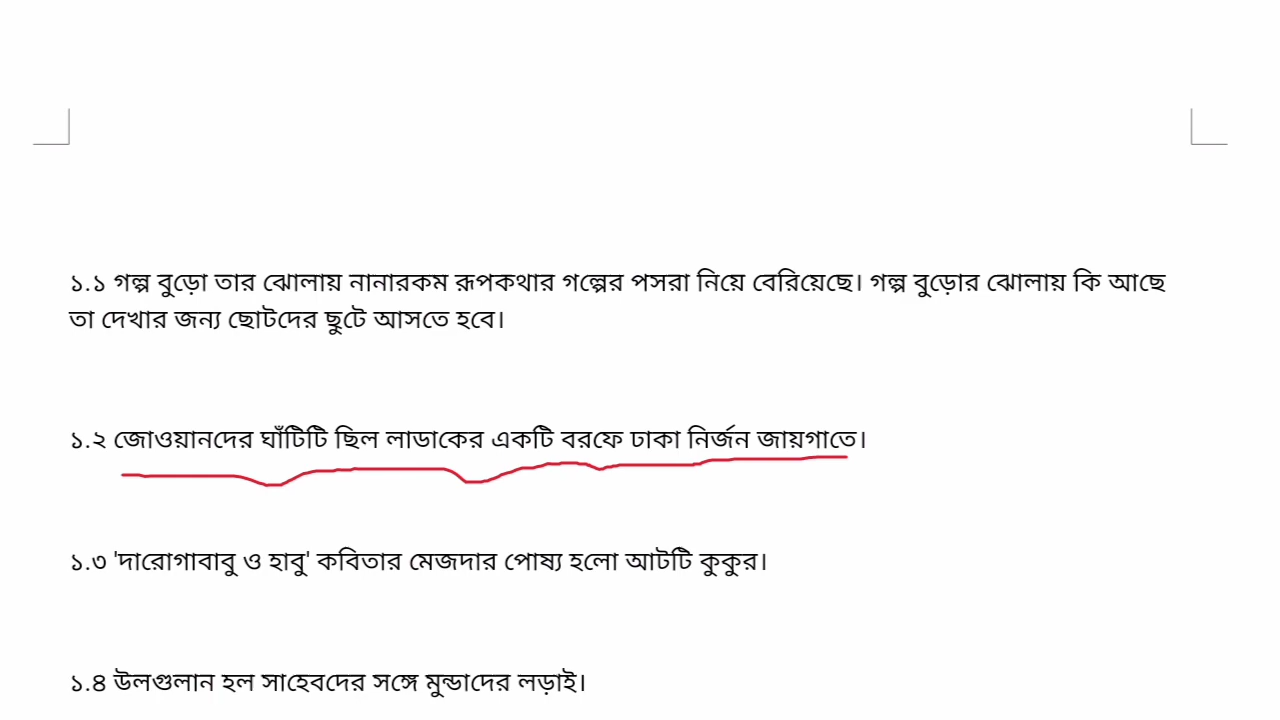 ১.১ গল্প বুড়ো তার ঝোলায় নানারকম রূপকথার গল্পের পসরা নিয়ে বেরিয়েছে। গল্প বুড়োর ঝোলায় কি আছে
তা দেখার জন্য ছোটদের ছুটে আসতে হবে।
১.২ জোওয়ানদের ঘাঁটিটি ছিল লাডাকের একটি বরফে ঢাকা নির্জন জায়গাতে।
১.৩ 'দারোগাবাবু ও হাবু' কবিতার মেজদার পোষ্য হলো আটটি কুকুর।
১.৪ উলগুলান হল সাহেবদের সঙ্গে মুন্ডাদের লড়াই।